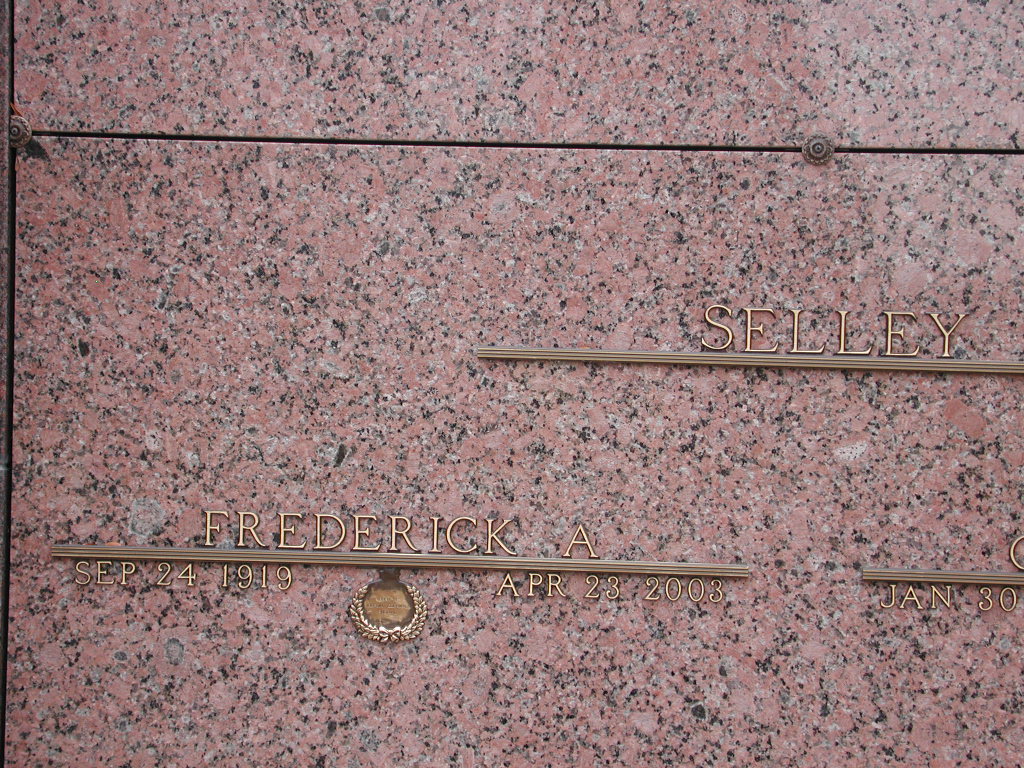 SELLEY
FREDERICK A
SEP 24 1919 APR 23 2003
JAN 30